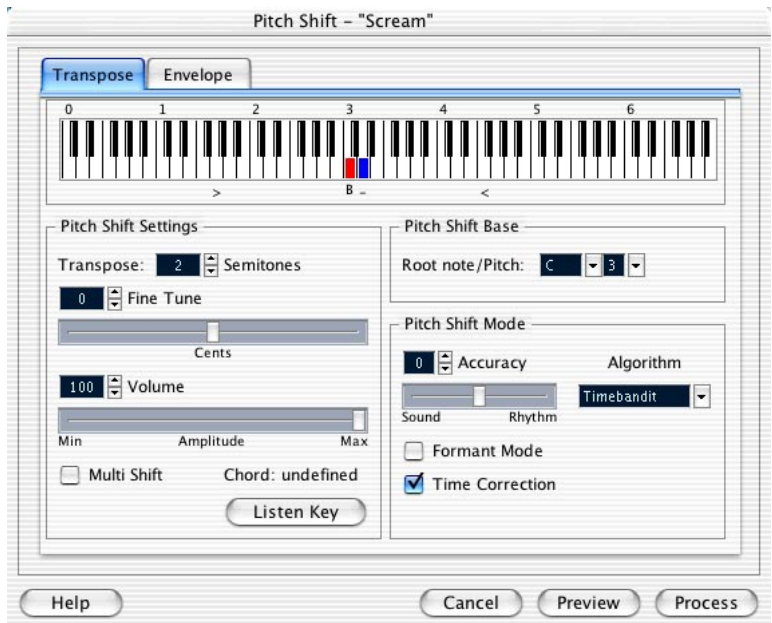 Pitch Shift – "Scream"
Transpose Envelope
0 1 2 3 4 5 6
> B - <
Pitch Shift Settings
Transpose: 2 Semitones
0 Fine Tune
Cents
100 Volume
Min Amplitude Max
Multi Shift Chord: undefined
Listen Key
Pitch Shift Base
Root note/Pitch: C 3
Pitch Shift Mode
0 Accuracy Algorithm
Timebandit
Sound Rhythm
Formant Mode
Time Correction
Help Cancel Preview Process